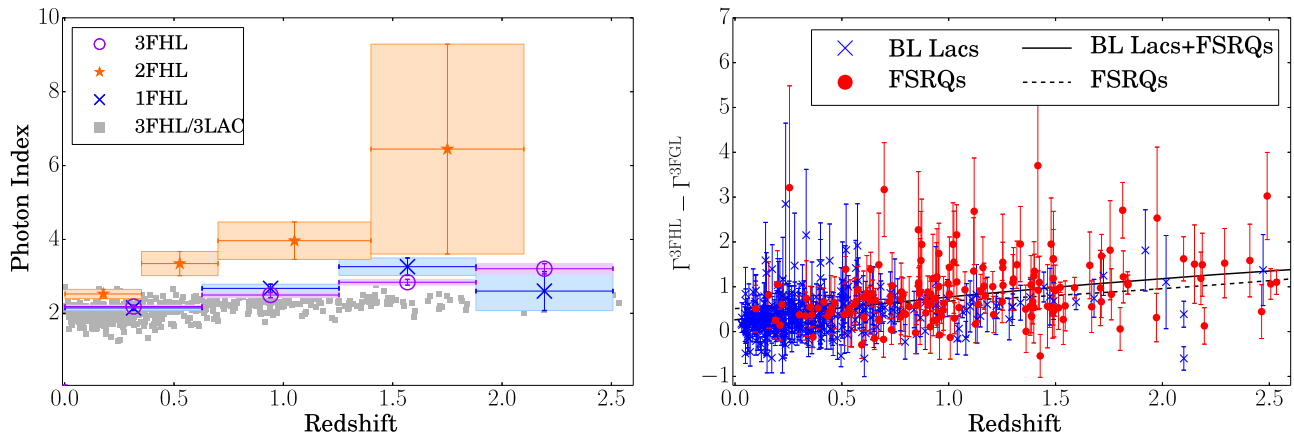 10
8
6
4
2
Photon Index
3FHL
2FHL
1FHL
3FHL/3LAC
0.0 0.5 1.0 1.5 2.0 2.5
Redshift
7
6
5
4
3
2
1
0
−1
Γ³ᶠᴴᴸ − Γ³ᶠᴳᴸ
BL Lacs
FSRQs
BL Lacs+FSRQs
FSRQs
0.0 0.5 1.0 1.5 2.0 2.5
Redshift